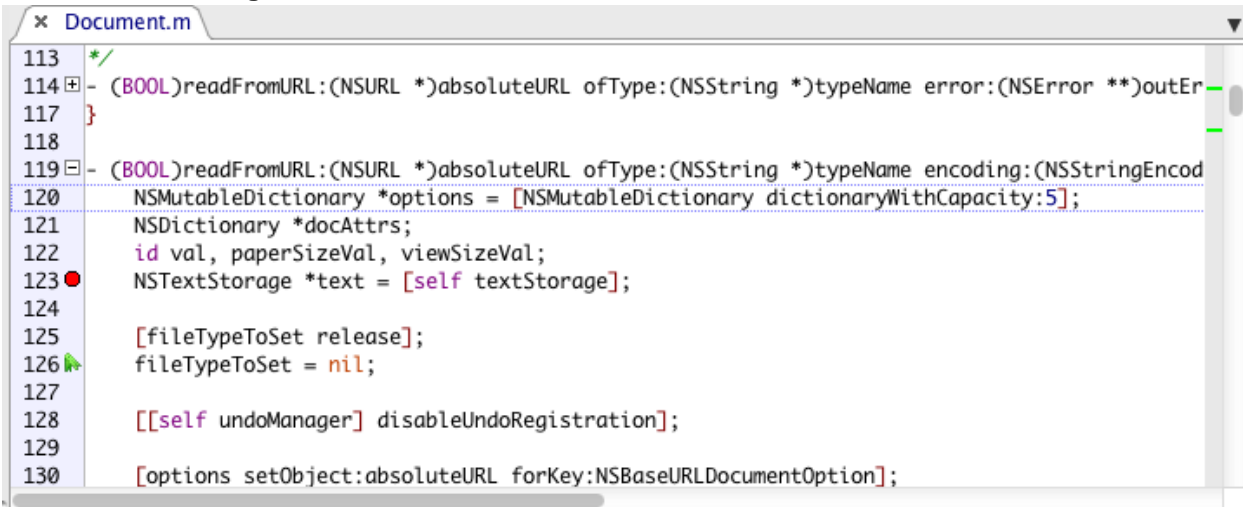 × Document.m
113 */
114 - (BOOL)readFromURL:(NSURL *)absoluteURL ofType:(NSString *)typeName error:(NSError **)outEr
117 }
118
119 - (BOOL)readFromURL:(NSURL *)absoluteURL ofType:(NSString *)typeName encoding:(NSStringEncod
120 NSMutableDictionary *options = [NSMutableDictionary dictionaryWithCapacity:5];
121 NSDictionary *docAttrs;
122 id val, paperSizeVal, viewSizeVal;
123 NSTextStorage *text = [self textStorage];
124
125 [fileTypeToSet release];
126 fileTypeToSet = nil;
127
128 [[self undoManager] disableUndoRegistration];
129
130 [options setObject:absoluteURL forKey:NSBaseURLDocumentOption];